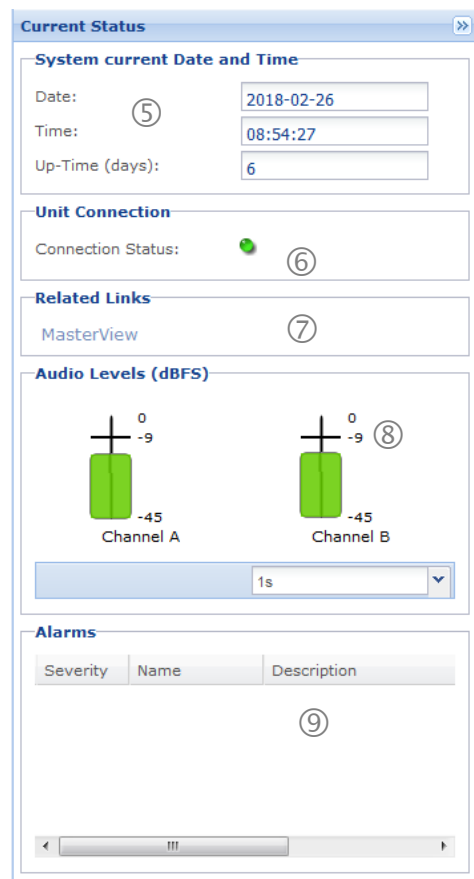 Current Status
System current Date and Time
Date: ⑤ 2018-02-26
Time: 08:54:27
Up-Time (days): 6
Unit Connection
Connection Status: ⑥
Related Links
MasterView ⑦
Audio Levels (dBFS)
0 0
-9 -9 ⑧
-45 -45
Channel A Channel B
1s
Alarms
Severity Name Description
⑨